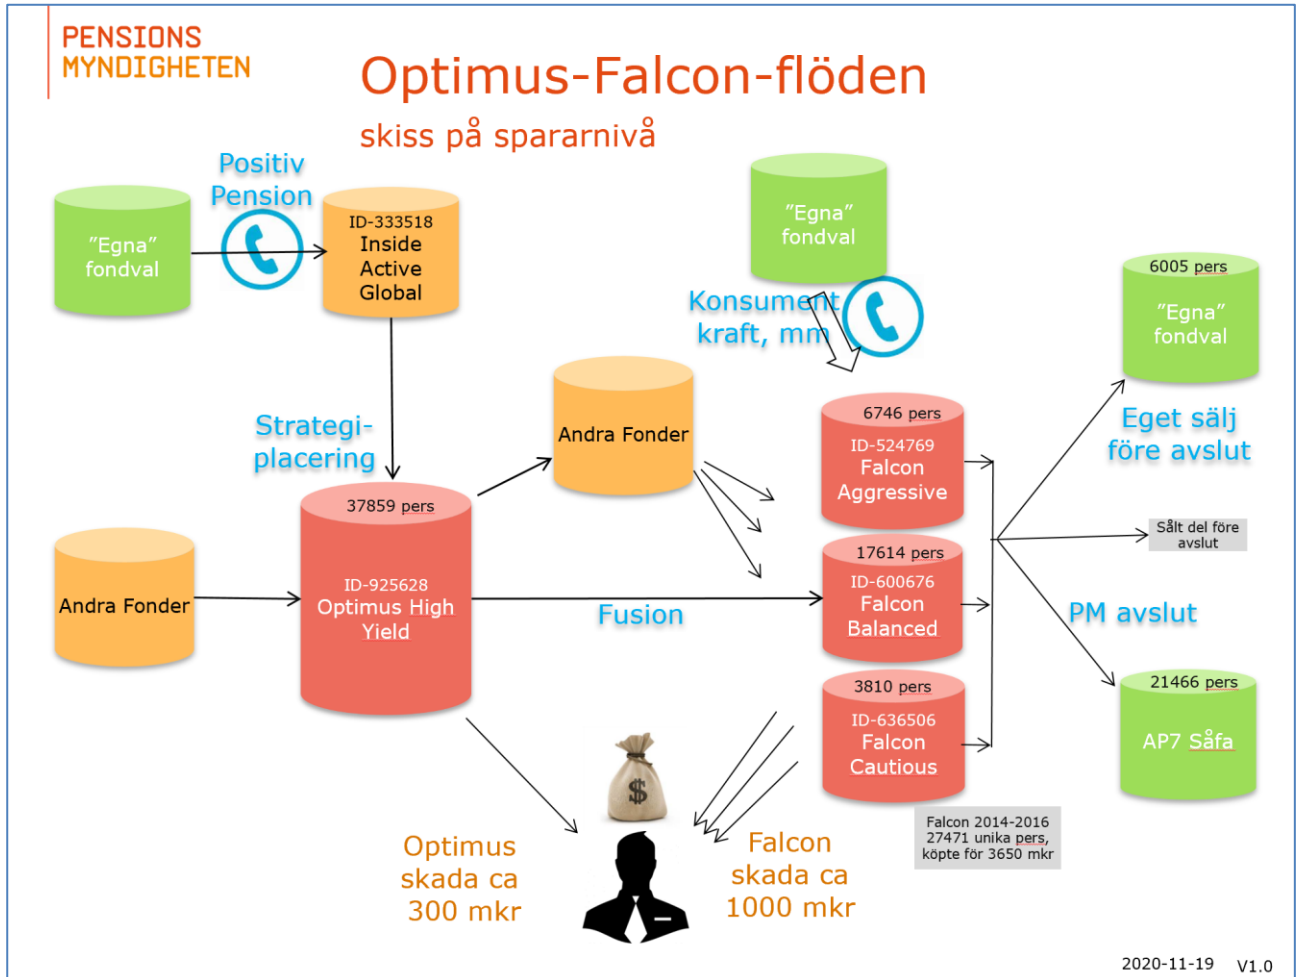 PENSIONS
MYNDIGHETEN
Optimus-Falcon-flöden
skiss på spararnivå
Positiv
Pension
"Egna"
fondval
ID-333518
Inside
Active
Global
"Egna"
fondval
Konsument
kraft, mm
6005 pers
"Egna"
fondval
Strategi-
placering
Andra Fonder
6746 pers
ID-524769
Falcon
Aggressive
Eget sälj
före avslut
37859 pers
ID-925628
Optimus High
Yield
Andra Fonder
Fusion
17614 pers
ID-600676
Falcon
Balanced
Sålt del före
avslut
PM avslut
3810 pers
ID-636506
Falcon
Cautious
21466 pers
AP7 Såfa
$
Falcon 2014-2016
27471 unika pers,
köpte för 3650 mkr
Optimus
skada ca
300 mkr
Falcon
skada ca
1000 mkr
2020-11-19 V1.0